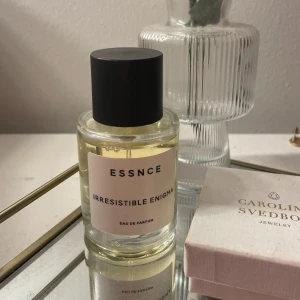 ESSNCE
IRRESISTIBLE ENIGMA
EAU DE PARFUM
CAROLIN
SVEDBO
JEWELRY